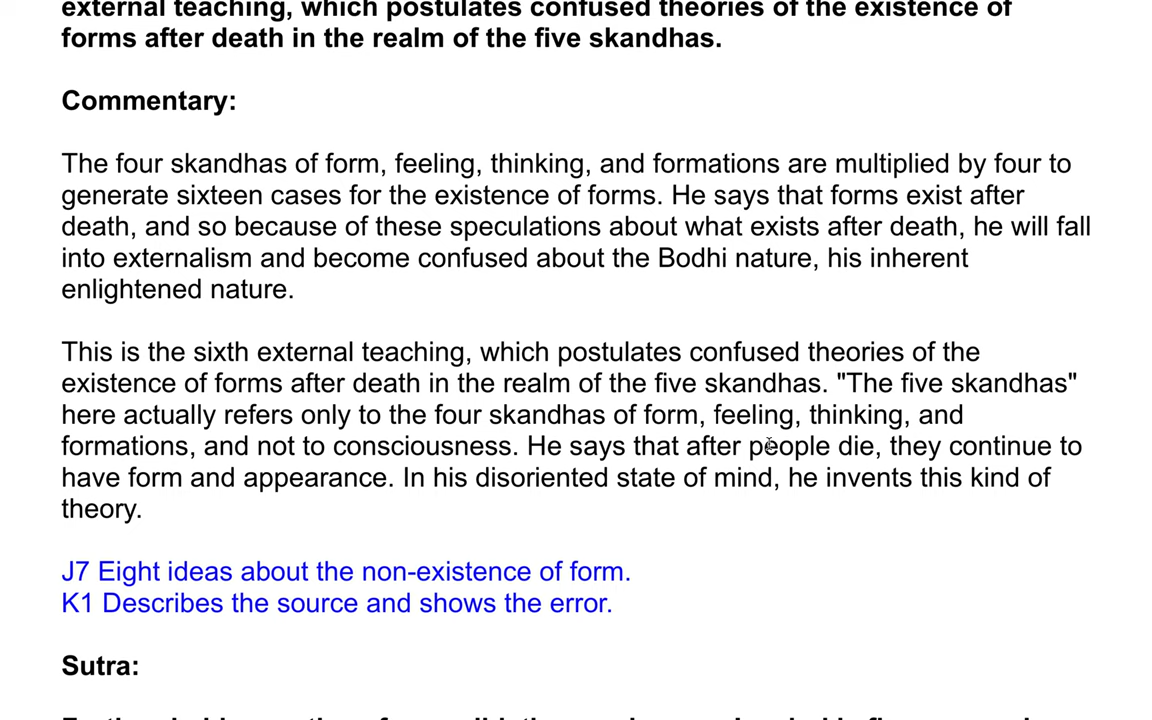 external teaching, which postulates confused theories of the existence of
forms after death in the realm of the five skandhas.
Commentary:
The four skandhas of form, feeling, thinking, and formations are multiplied by four to
generate sixteen cases for the existence of forms. He says that forms exist after
death, and so because of these speculations about what exists after death, he will fall
into externalism and become confused about the Bodhi nature, his inherent
enlightened nature.
This is the sixth external teaching, which postulates confused theories of the
existence of forms after death in the realm of the five skandhas. "The five skandhas"
here actually refers only to the four skandhas of form, feeling, thinking, and
formations, and not to consciousness. He says that after people die, they continue to
have form and appearance. In his disoriented state of mind, he invents this kind of
theory.
J7 Eight ideas about the non-existence of form.
K1 Describes the source and shows the error.
Sutra: